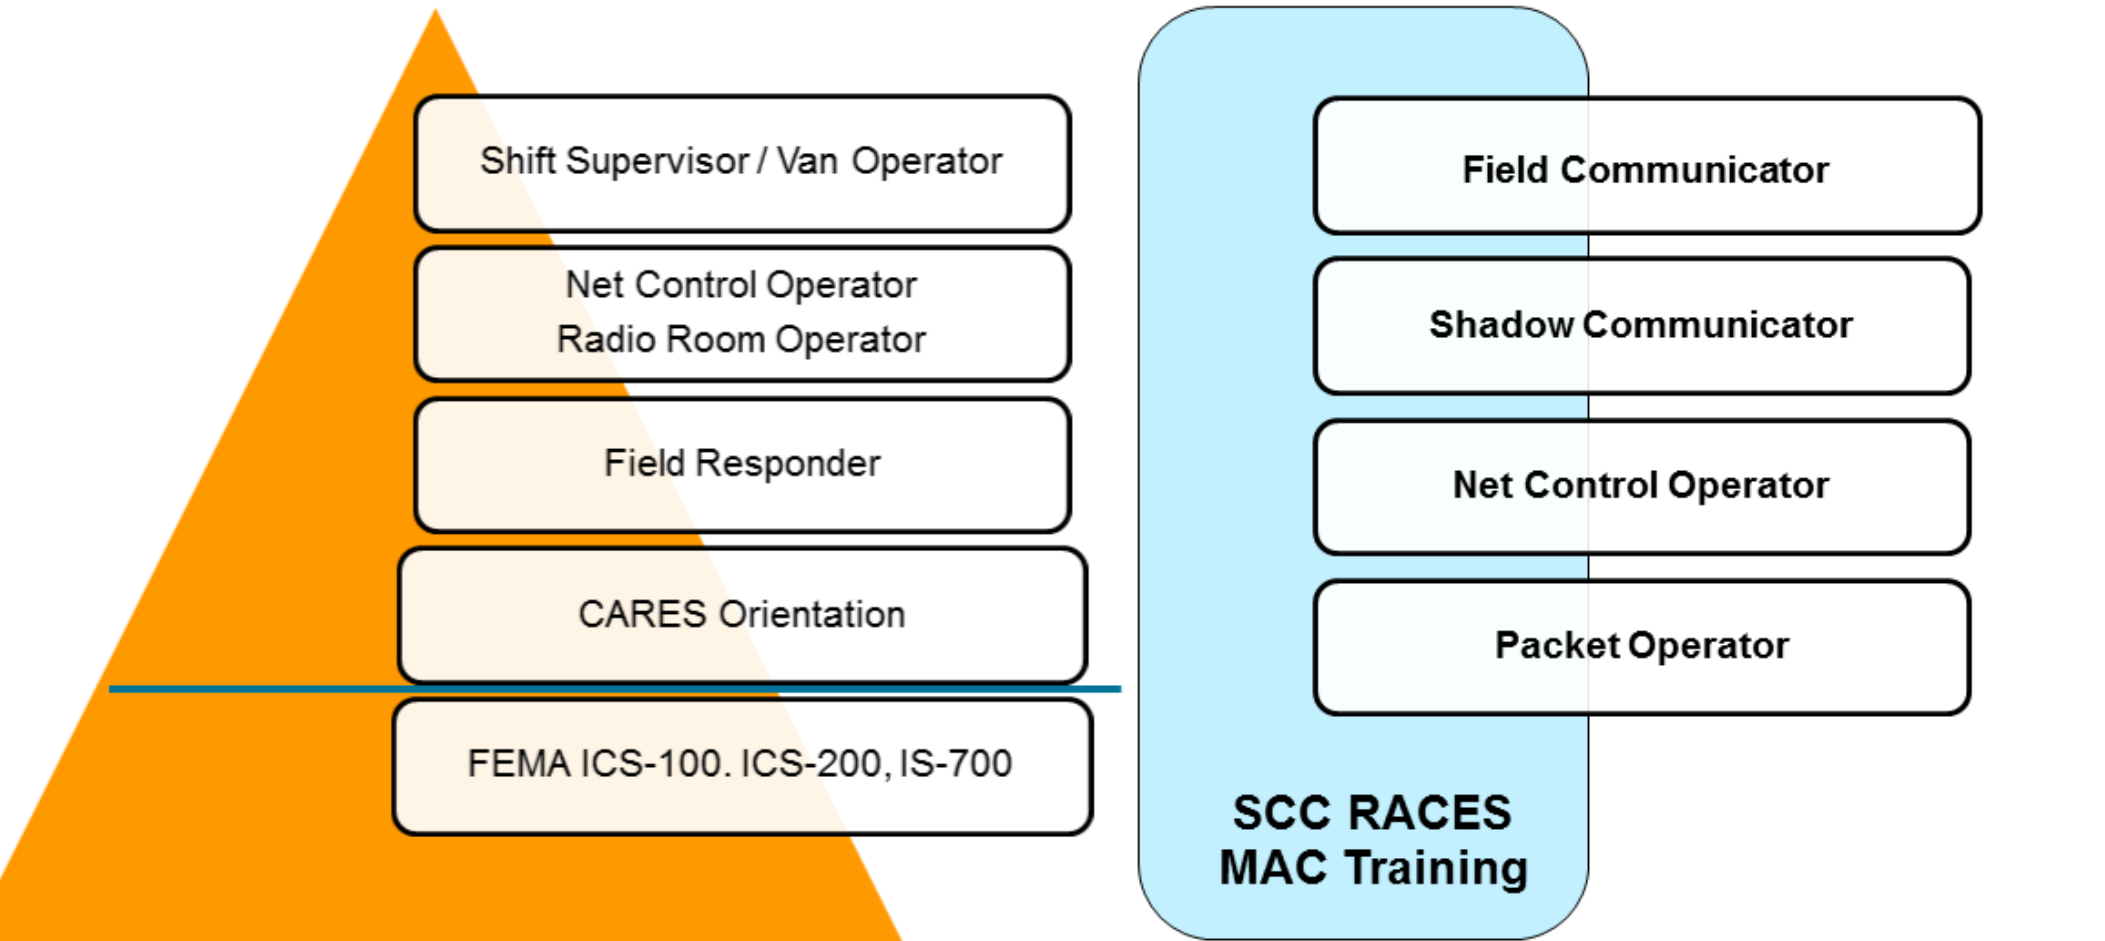 Shift Supervisor / Van Operator
Net Control Operator
Radio Room Operator
Field Responder
CARES Orientation
FEMA ICS-100. ICS-200, IS-700
Field Communicator
Shadow Communicator
Net Control Operator
Packet Operator
SCC RACES
MAC Training